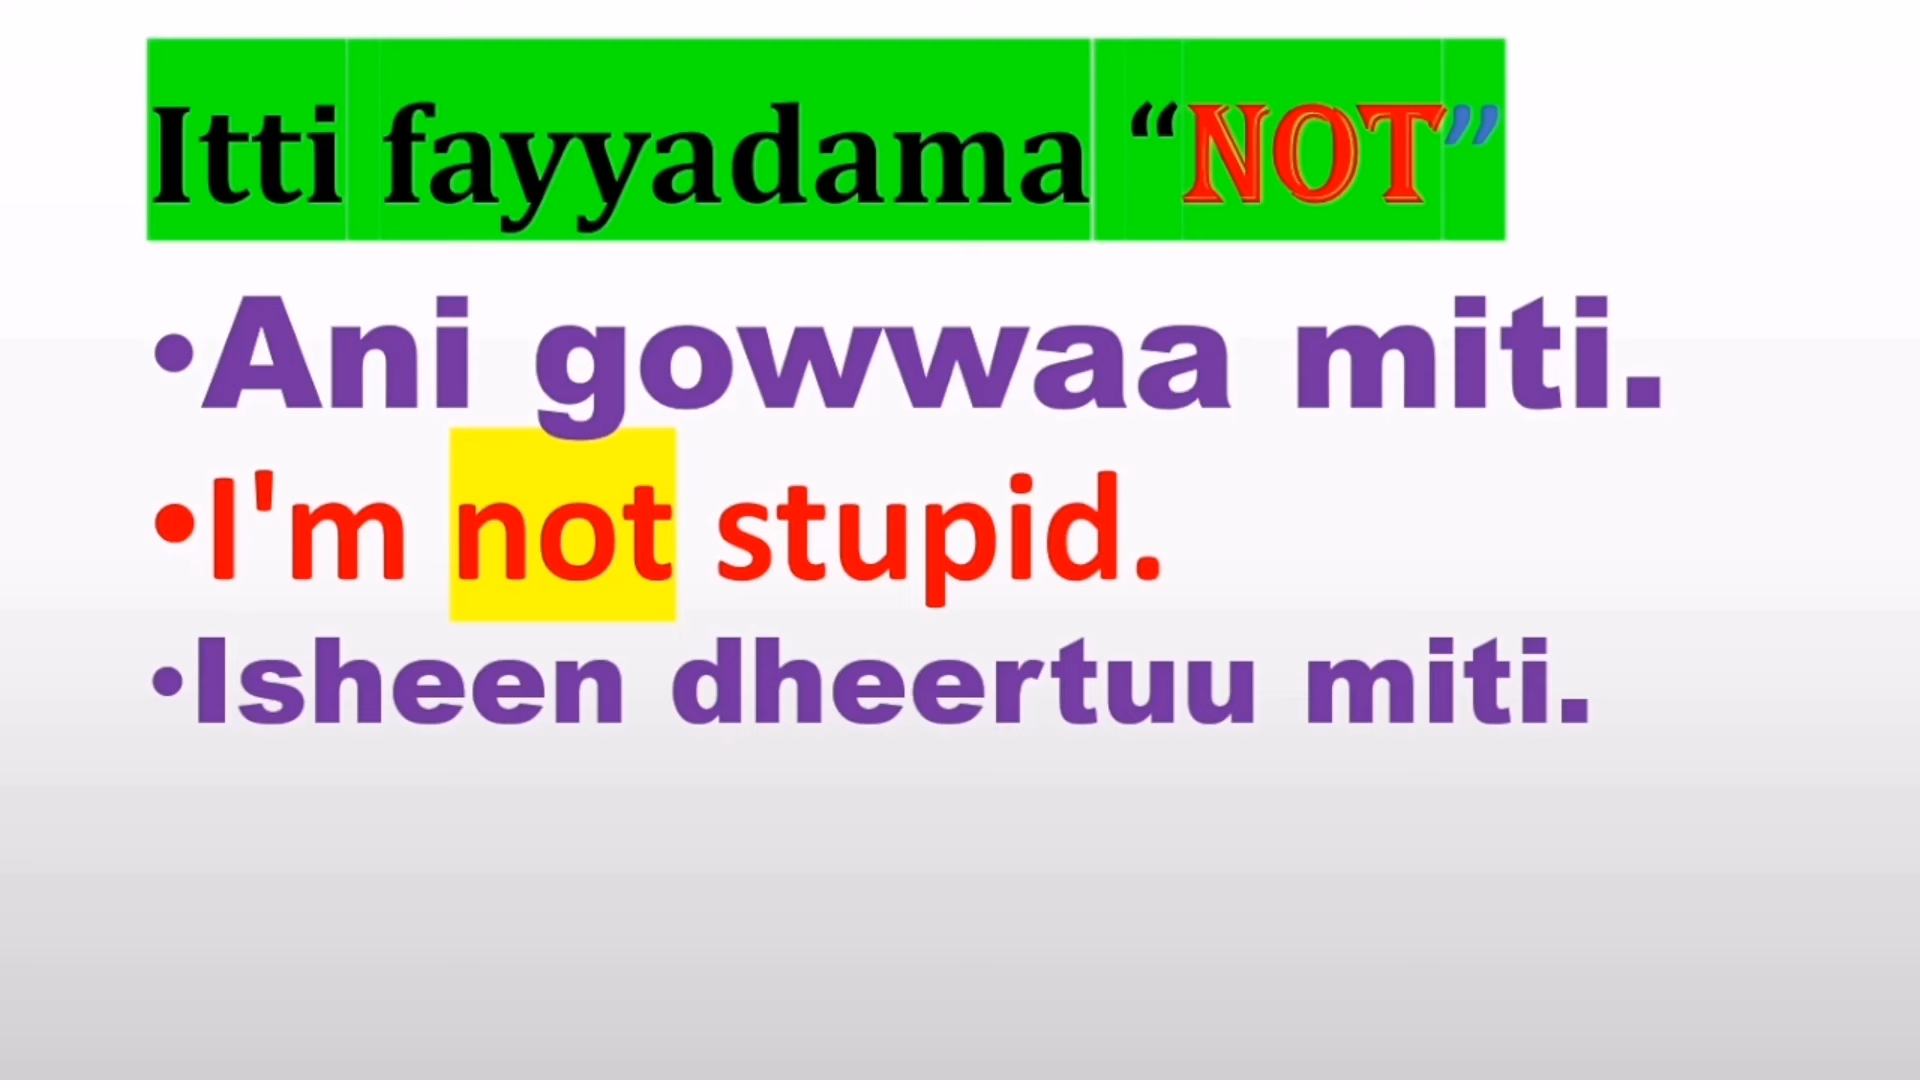 Itti fayyadama “NOT”
•Ani gowwaa miti.
•I'm not stupid.
•Isheen dheertuu miti.